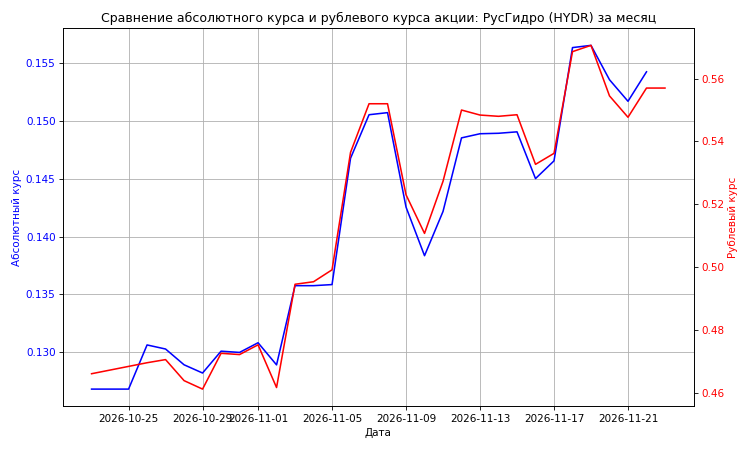 Сравнение абсолютного курса и рублевого курса акции: РусГидро (HYDR) за месяц
Абсолютный курс
0.155
0.150
0.145
0.140
0.135
0.130
0.56
0.54
0.52
0.50
0.48
0.46
Рублевый курс
2026-10-25 2026-10-29 2026-11-01 2026-11-05 2026-11-09 2026-11-13 2026-11-17 2026-11-21
Дата